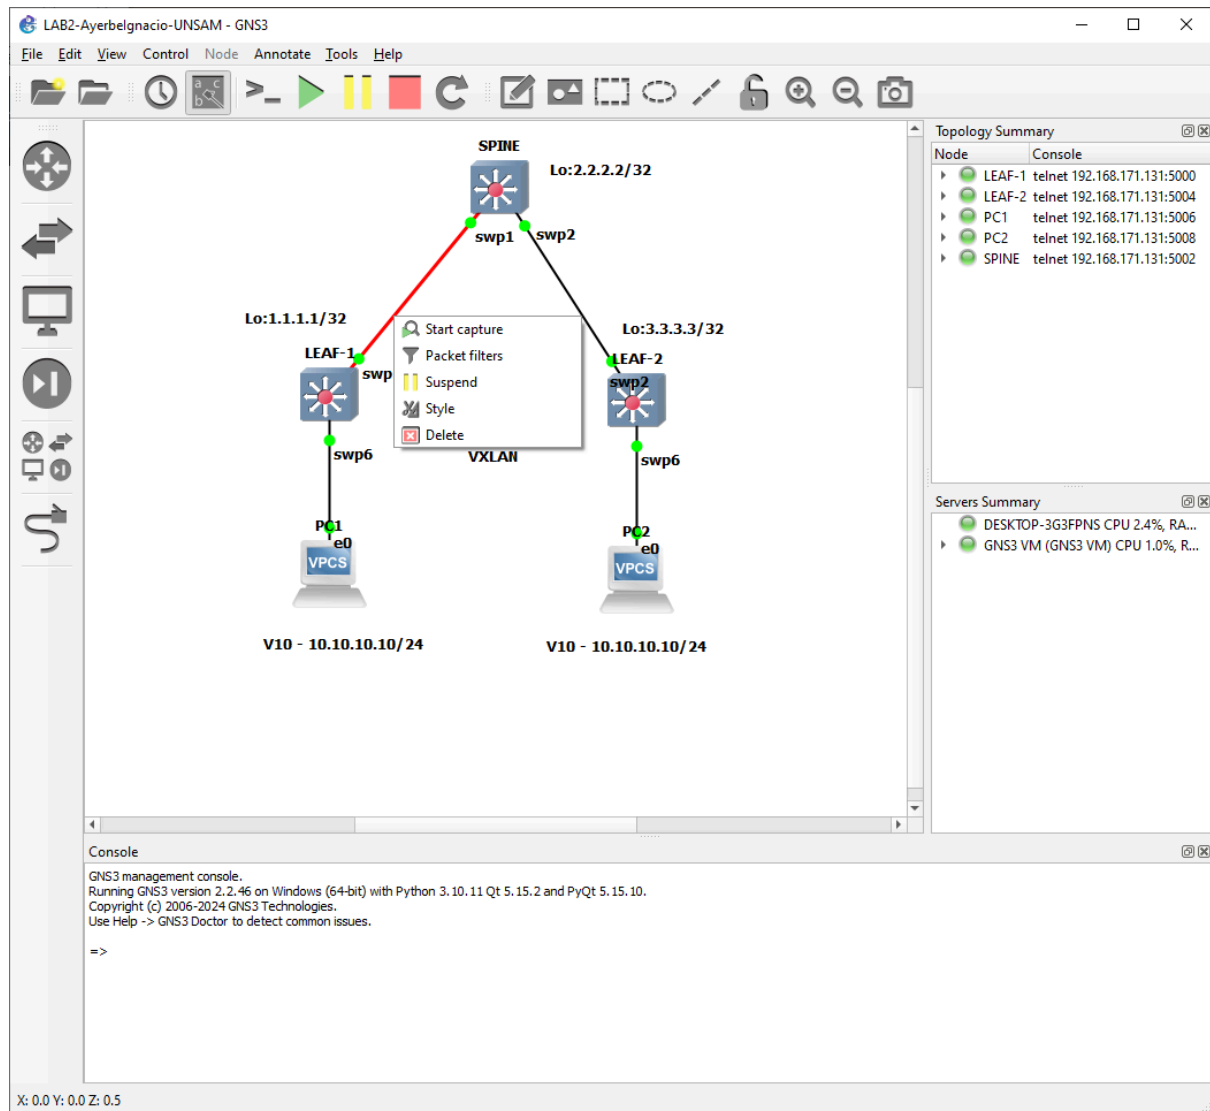 LAB2-AyerbeIgnacio-UNSAM - GNS3
File Edit View Control Node Annotate Tools Help
SPINE
Lo:2.2.2.2/32
swp1
swp2
Lo:1.1.1.1/32
Lo:3.3.3.3/32
LEAF-1
LEAF-2
swp
swp2
Start capture
Packet filters
Suspend
Style
Delete
VXLAN
swp6
swp6
PC1
e0
VPCS
PC2
e0
VPCS
V10 - 10.10.10.10/24
V10 - 10.10.10.10/24
Topology Summary
Node Console
LEAF-1 telnet 192.168.171.131:5000
LEAF-2 telnet 192.168.171.131:5004
PC1 telnet 192.168.171.131:5006
PC2 telnet 192.168.171.131:5008
SPINE telnet 192.168.171.131:5002
Servers Summary
DESKTOP-3G3FPNS CPU 2.4%, RA...
GNS3 VM (GNS3 VM) CPU 1.0%, R...
Console
GNS3 management console.
Running GNS3 version 2.2.46 on Windows (64-bit) with Python 3.10.11 Qt 5.15.2 and PyQt 5.15.10.
Copyright (c) 2006-2024 GNS3 Technologies.
Use Help -> GNS3 Doctor to detect common issues.
=>
X: 0.0 Y: 0.0 Z: 0.5